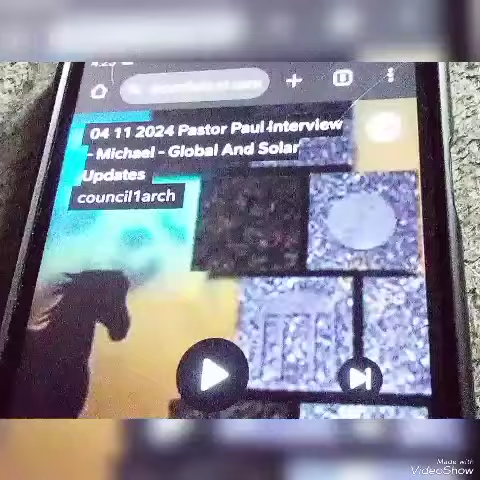 04 11 2024 Pastor Paul Interview
- Michael - Global And Solar
Updates
council1arch
Made with
VideoShow